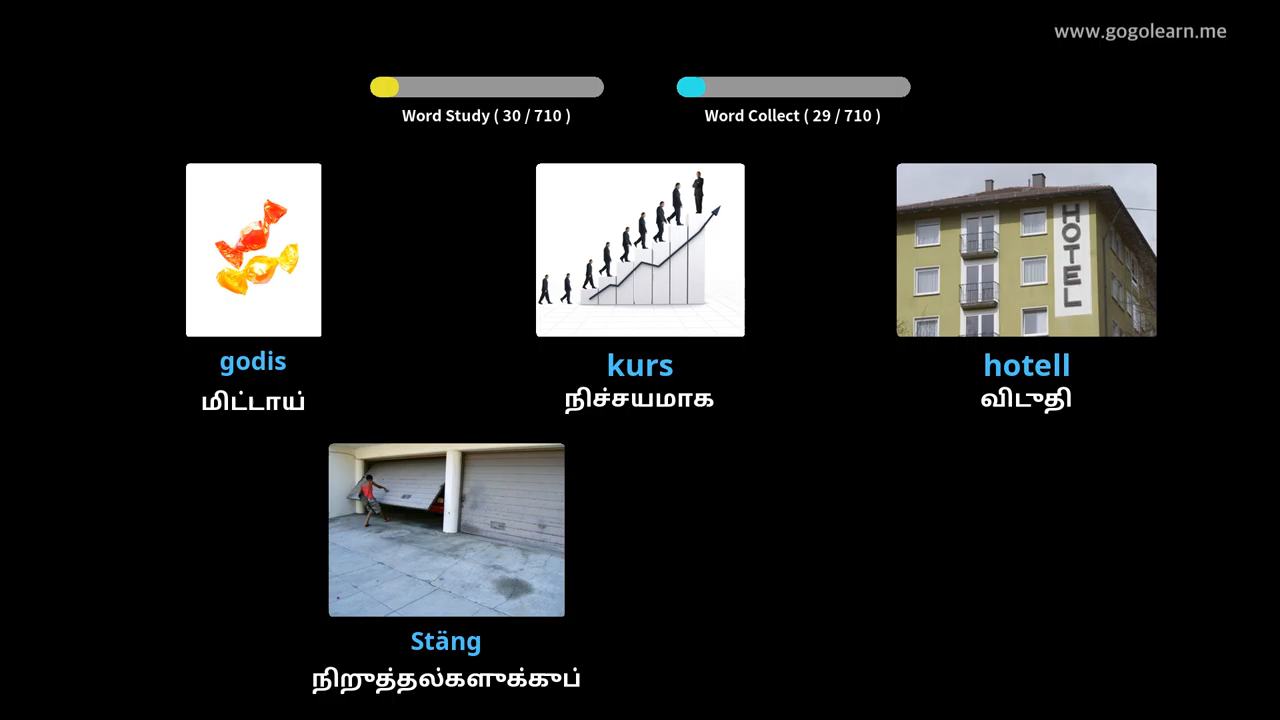 www.gogolearn.me
Word Study ( 30 / 710 )
Word Collect ( 29 / 710 )
HOTEL
godis
மிட்டாய்
kurs
நிச்சயமாக
hotell
விடுதி
Stäng
நிறுத்தல்களுக்குப்